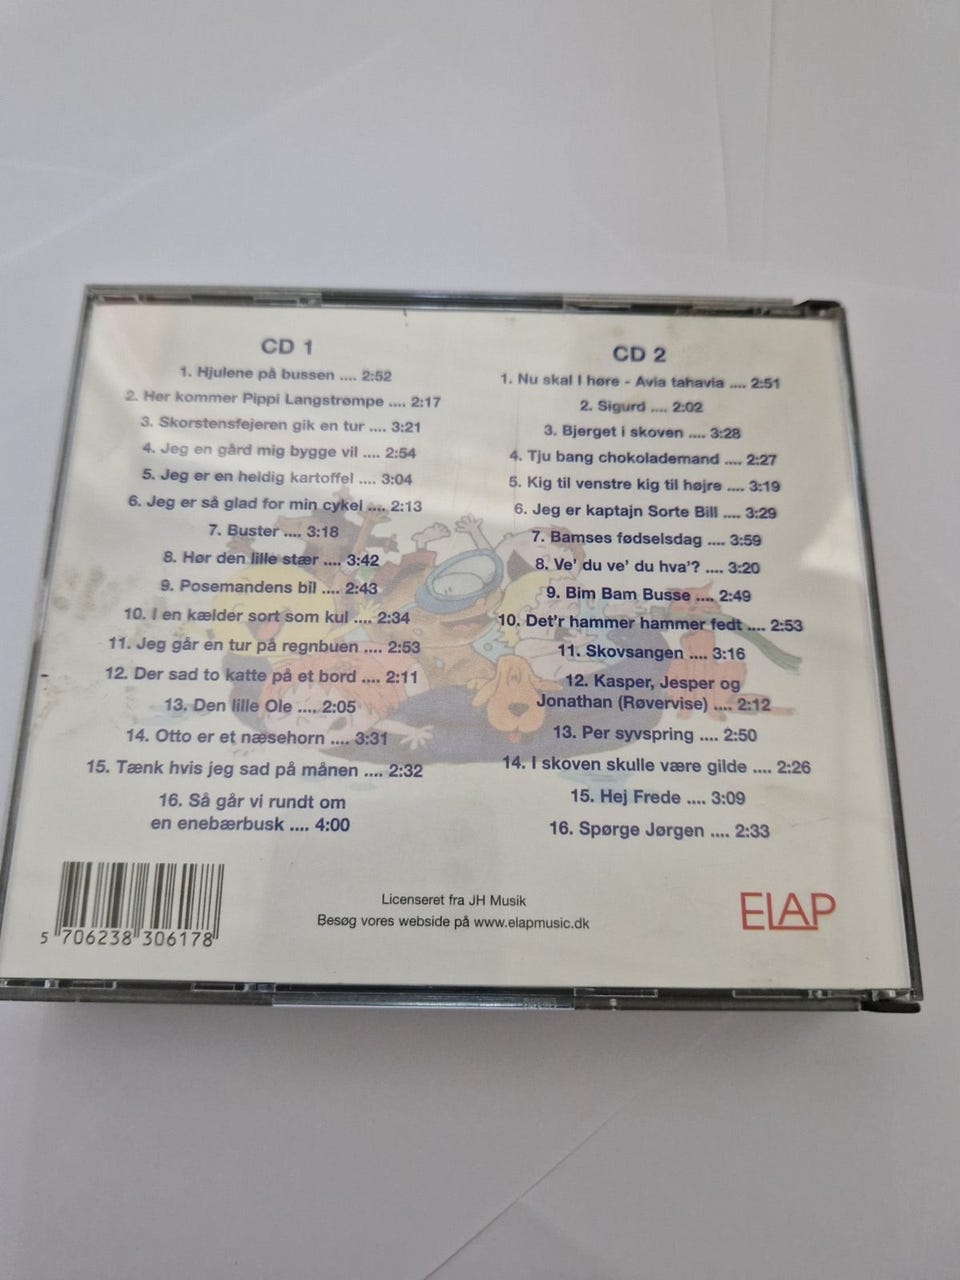 CD 1
1. Hjulene på bussen .... 2:52
2. Her kommer Pippi Langstrømpe .... 2:17
3. Skorstensfejeren gik en tur .... 3:21
4. Jeg en gård mig bygge vil .... 2:54
5. Jeg er en heldig kartoffel .... 3:04
6. Jeg er så glad for min cykel .... 2:13
7. Buster .... 3:18
8. Hør den lille stær .... 3:42
9. Posemandens bil .... 2:43
10. I en kælder sort som kul .... 2:34
11. Jeg går en tur på regnbuen .... 2:53
12. Der sad to katte på et bord .... 2:11
13. Den lille Ole .... 2:05
14. Otto er et næsehorn .... 3:31
15. Tænk hvis jeg sad på månen .... 2:32
16. Så går vi rundt om
en enebærbusk .... 4:00
CD 2
1. Nu skal I høre - Avia tahavia .... 2:51
2. Sigurd .... 2:02
3. Bjerget i skoven .... 3:28
4. Tju bang chokolademand .... 2:27
5. Kig til venstre kig til højre .... 3:19
6. Jeg er kaptajn Sorte Bill .... 3:29
7. Bamses fødselsdag .... 3:59
8. Ve' du ve' du hva'? .... 3:20
9. Bim Bam Busse .... 2:49
10. Det'r hammer hammer fedt .... 2:53
11. Skovsangen .... 3:16
12. Kasper, Jesper og
Jonathan (Røvervise) .... 2:12
13. Per syvspring .... 2:50
14. I skoven skulle være gilde .... 2:26
15. Hej Frede .... 3:09
16. Spørge Jørgen .... 2:33
5 706238 306178
Licenseret fra JH Musik
Besøg vores webside på www.elapmusic.dk
ELAP